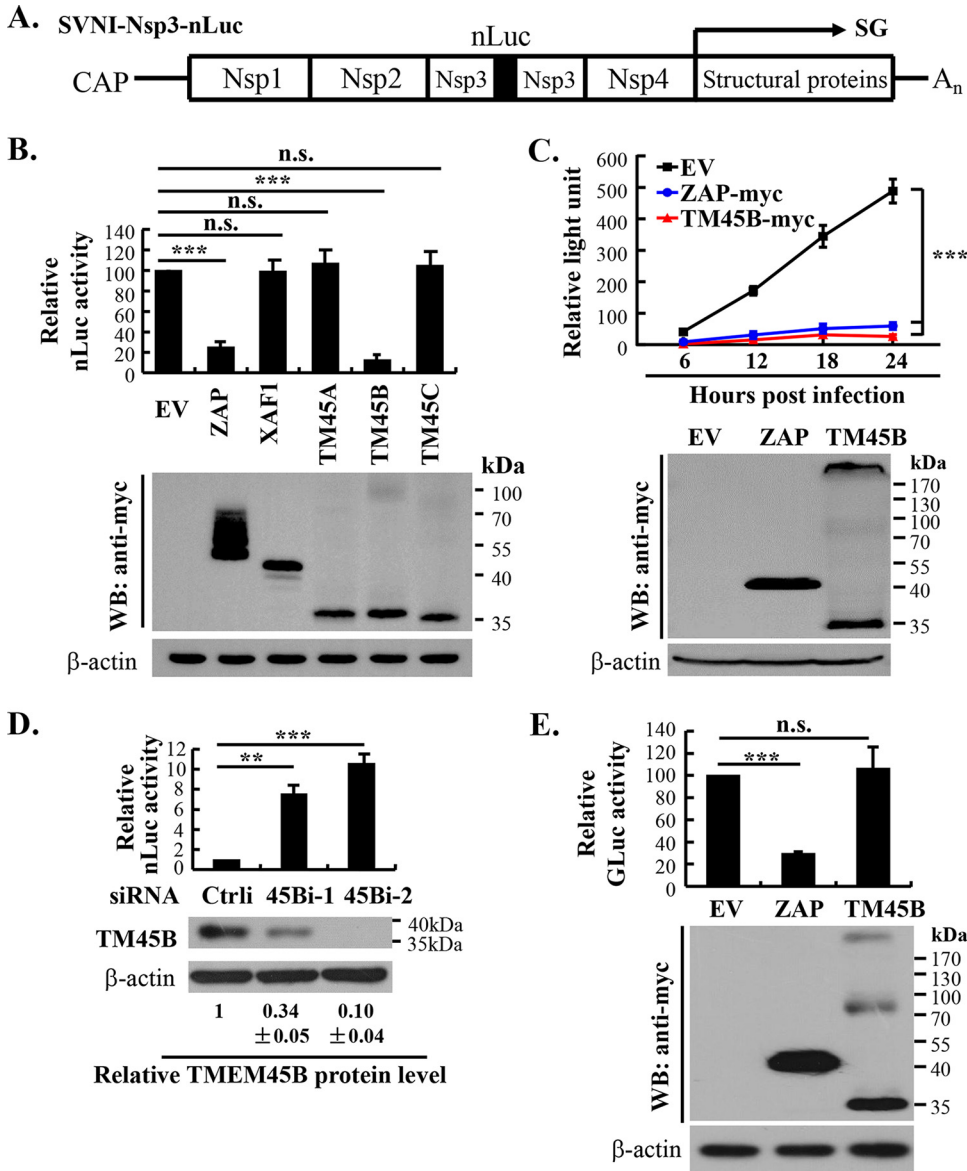 A.
SVNI-Nsp3-nLuc
nLuc
SG
CAP
Nsp1
Nsp2
Nsp3
Nsp3
Nsp4
Structural proteins
An
B.
n.s.
***
n.s.
n.s.
***
Relative
nLuc activity
140
120
100
80
60
40
20
0
EV
ZAP
XAF1
TM45A
TM45B
TM45C
WB: anti-myc
kDa
100
70
55
40
35
β-actin
C.
Relative light unit
600
500
400
300
200
100
0
EV
ZAP-myc
TM45B-myc
***
6 12 18 24
Hours post infection
EV ZAP TM45B
WB: anti-myc
kDa
170
130
100
70
55
40
35
β-actin
D.
***
**
Relative
nLuc activity
12
10
8
6
4
2
0
siRNA Ctrli 45Bi-1 45Bi-2
TM45B
40kDa
35kDa
β-actin
1 0.34 0.10
±0.05 ±0.04
Relative TMEM45B protein level
E.
n.s.
***
Relative
GLuc activity
140
120
100
80
60
40
20
0
EV ZAP TM45B
WB: anti-myc
kDa
170
130
100
70
55
40
35
β-actin